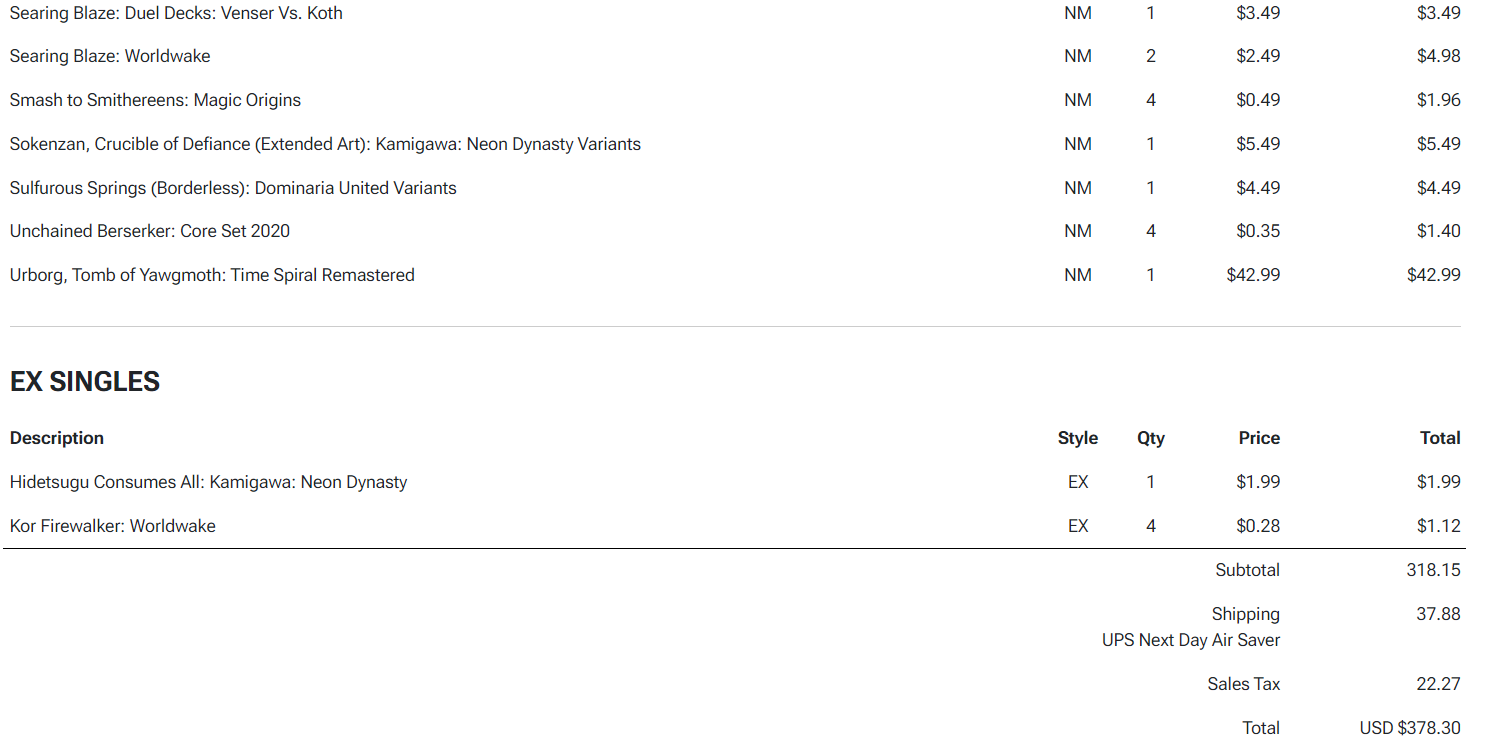 Searing Blaze: Duel Decks: Venser Vs. Koth NM 1 $3.49 $3.49
Searing Blaze: Worldwake NM 2 $2.49 $4.98
Smash to Smithereens: Magic Origins NM 4 $0.49 $1.96
Sokenzan, Crucible of Defiance (Extended Art): Kamigawa: Neon Dynasty Variants NM 1 $5.49 $5.49
Sulfurous Springs (Borderless): Dominaria United Variants NM 1 $4.49 $4.49
Unchained Berserker: Core Set 2020 NM 4 $0.35 $1.40
Urborg, Tomb of Yawgmoth: Time Spiral Remastered NM 1 $42.99 $42.99
EX SINGLES
Description Style Qty Price Total
Hidetsugu Consumes All: Kamigawa: Neon Dynasty EX 1 $1.99 $1.99
Kor Firewalker: Worldwake EX 4 $0.28 $1.12
Subtotal 318.15
Shipping 37.88
UPS Next Day Air Saver
Sales Tax 22.27
Total USD $378.30